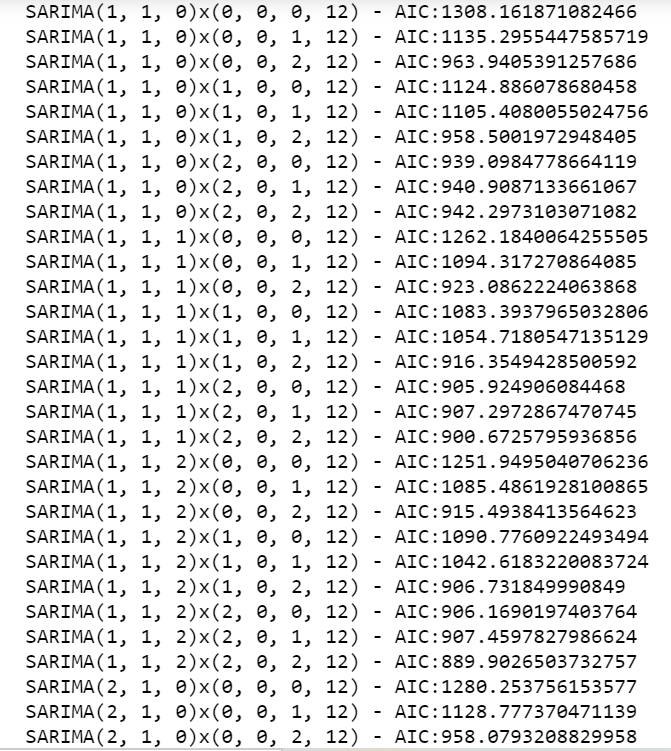 SARIMA(1, 1, 0)x(0, 0, 0, 12) - AIC:1308.161871082466
SARIMA(1, 1, 0)x(0, 0, 1, 12) - AIC:1135.2955447585719
SARIMA(1, 1, 0)x(0, 0, 2, 12) - AIC:963.9405391257686
SARIMA(1, 1, 0)x(1, 0, 0, 12) - AIC:1124.886078680458
SARIMA(1, 1, 0)x(1, 0, 1, 12) - AIC:1105.4080055024756
SARIMA(1, 1, 0)x(1, 0, 2, 12) - AIC:958.5001972948405
SARIMA(1, 1, 0)x(2, 0, 0, 12) - AIC:939.0984778664119
SARIMA(1, 1, 0)x(2, 0, 1, 12) - AIC:940.9087133661067
SARIMA(1, 1, 0)x(2, 0, 2, 12) - AIC:942.2973103071082
SARIMA(1, 1, 1)x(0, 0, 0, 12) - AIC:1262.1840064255505
SARIMA(1, 1, 1)x(0, 0, 1, 12) - AIC:1094.317270864085
SARIMA(1, 1, 1)x(0, 0, 2, 12) - AIC:923.0862224063868
SARIMA(1, 1, 1)x(1, 0, 0, 12) - AIC:1083.3937965032806
SARIMA(1, 1, 1)x(1, 0, 1, 12) - AIC:1054.7180547135129
SARIMA(1, 1, 1)x(1, 0, 2, 12) - AIC:916.3549428500592
SARIMA(1, 1, 1)x(2, 0, 0, 12) - AIC:905.924906084468
SARIMA(1, 1, 1)x(2, 0, 1, 12) - AIC:907.2972867470745
SARIMA(1, 1, 1)x(2, 0, 2, 12) - AIC:900.6725795936856
SARIMA(1, 1, 2)x(0, 0, 0, 12) - AIC:1251.9495040706236
SARIMA(1, 1, 2)x(0, 0, 1, 12) - AIC:1085.4861928100865
SARIMA(1, 1, 2)x(0, 0, 2, 12) - AIC:915.4938413564623
SARIMA(1, 1, 2)x(1, 0, 0, 12) - AIC:1090.7760922493494
SARIMA(1, 1, 2)x(1, 0, 1, 12) - AIC:1042.6183220083724
SARIMA(1, 1, 2)x(1, 0, 2, 12) - AIC:906.731849990849
SARIMA(1, 1, 2)x(2, 0, 0, 12) - AIC:906.1690197403764
SARIMA(1, 1, 2)x(2, 0, 1, 12) - AIC:907.4597827986624
SARIMA(1, 1, 2)x(2, 0, 2, 12) - AIC:889.9026503732757
SARIMA(2, 1, 0)x(0, 0, 0, 12) - AIC:1280.253756153577
SARIMA(2, 1, 0)x(0, 0, 1, 12) - AIC:1128.777370471139
SARIMA(2, 1, 0)x(0, 0, 2, 12) - AIC:958.0793208829958